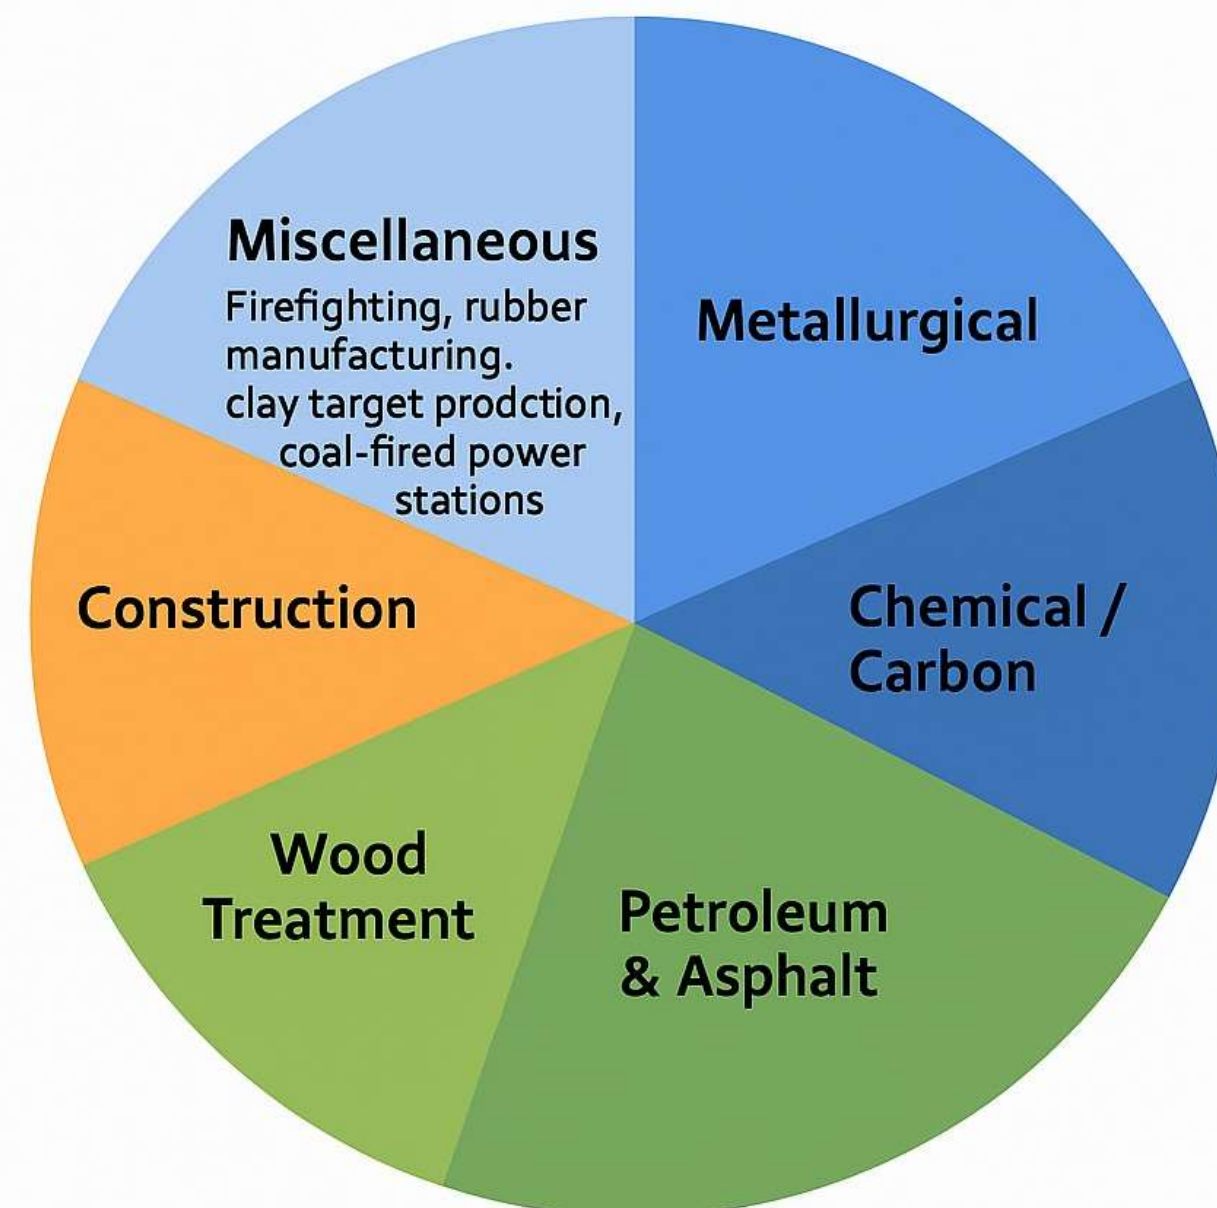 Miscellaneous
Firefighting, rubber
manufacturing.
clay target prodction,
coal-fired power
stations
Metallurgical
Chemical /
Carbon
Petroleum
& Asphalt
Wood
Treatment
Construction